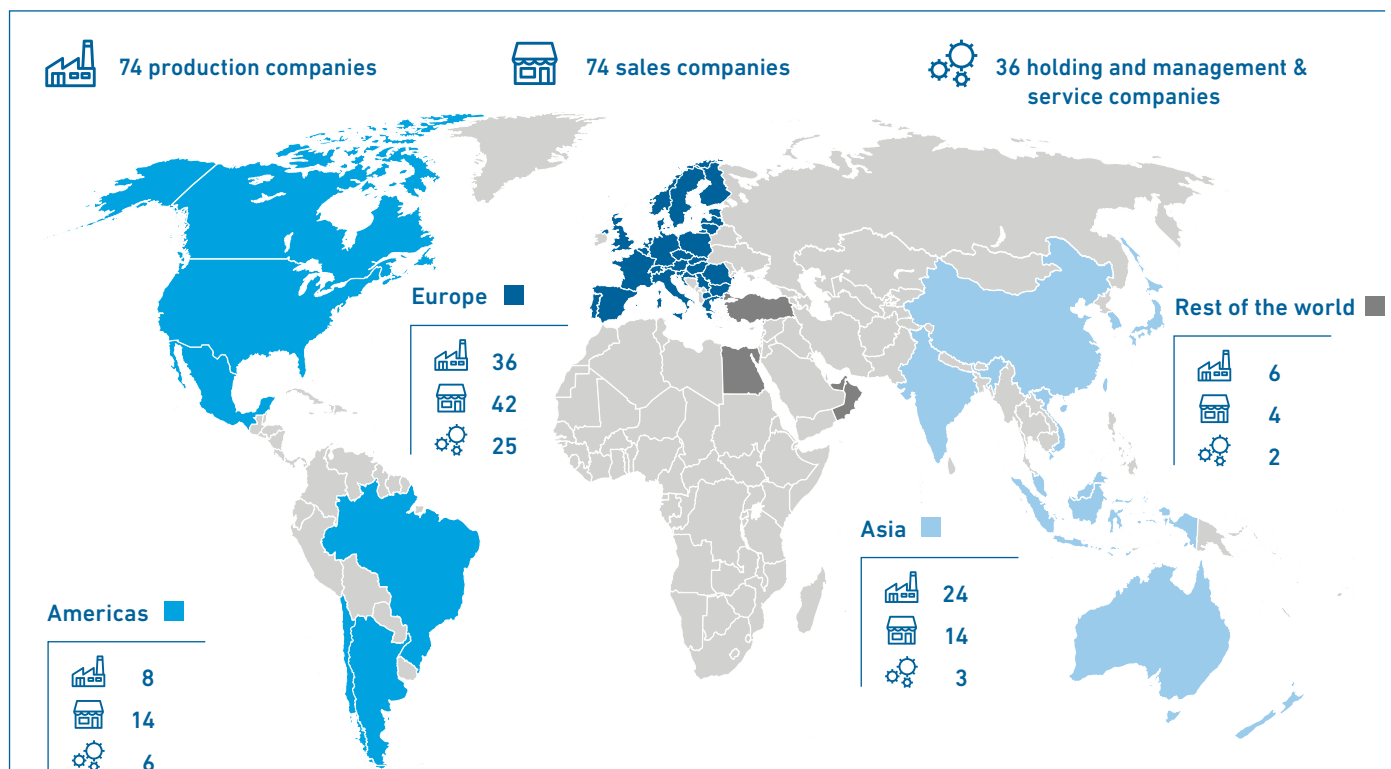 74 production companies
74 sales companies
36 holding and management &
service companies
Europe
36
42
25
Rest of the world
6
4
2
Asia
24
14
3
Americas
8
14
6